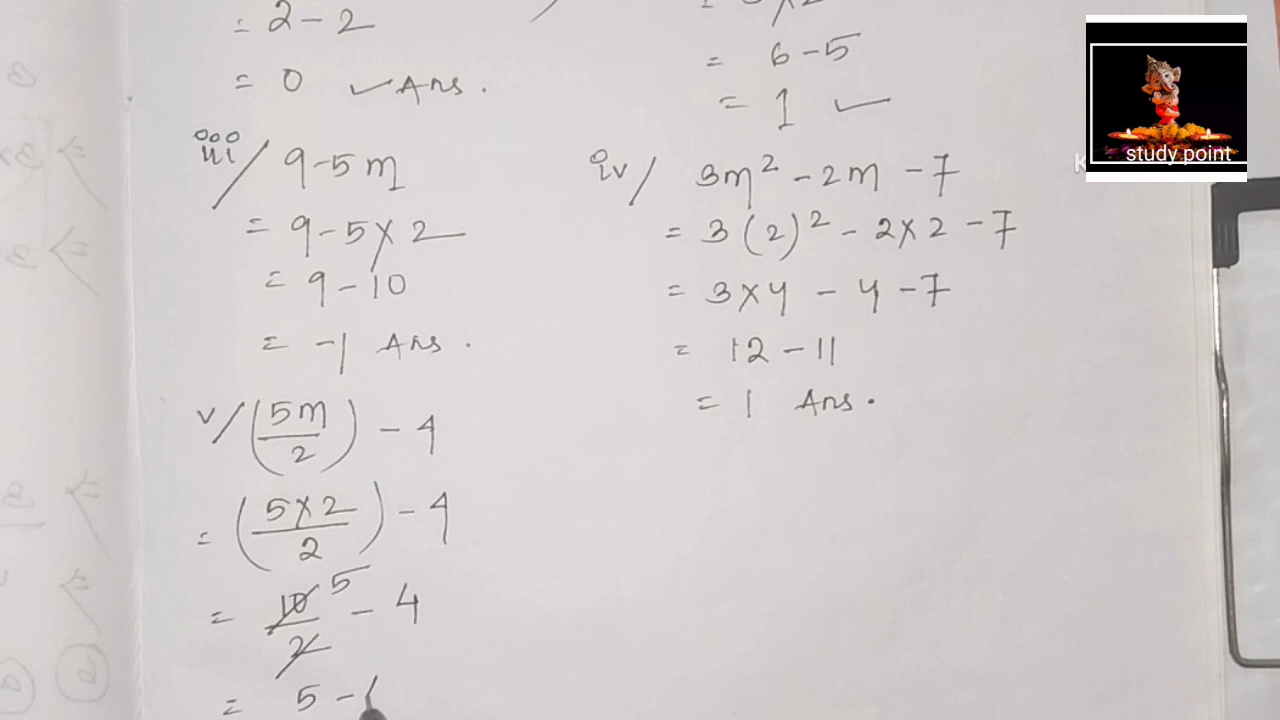 = 2 - 2
= 0 ✓ Ans.
iii/ 9 - 5m
= 9 - 5 × 2
= 9 - 10
= -1 Ans.
v/ (5m/2) - 4
= (5×2/2) - 4
= 10/2 5 - 4
= 5 -
= 6 - 5
= 1 ✓
iv/ 3m² - 2m - 7
= 3(2)² - 2×2 - 7
= 3×4 - 4 - 7
= 12 - 11
= 1 Ans.
study point